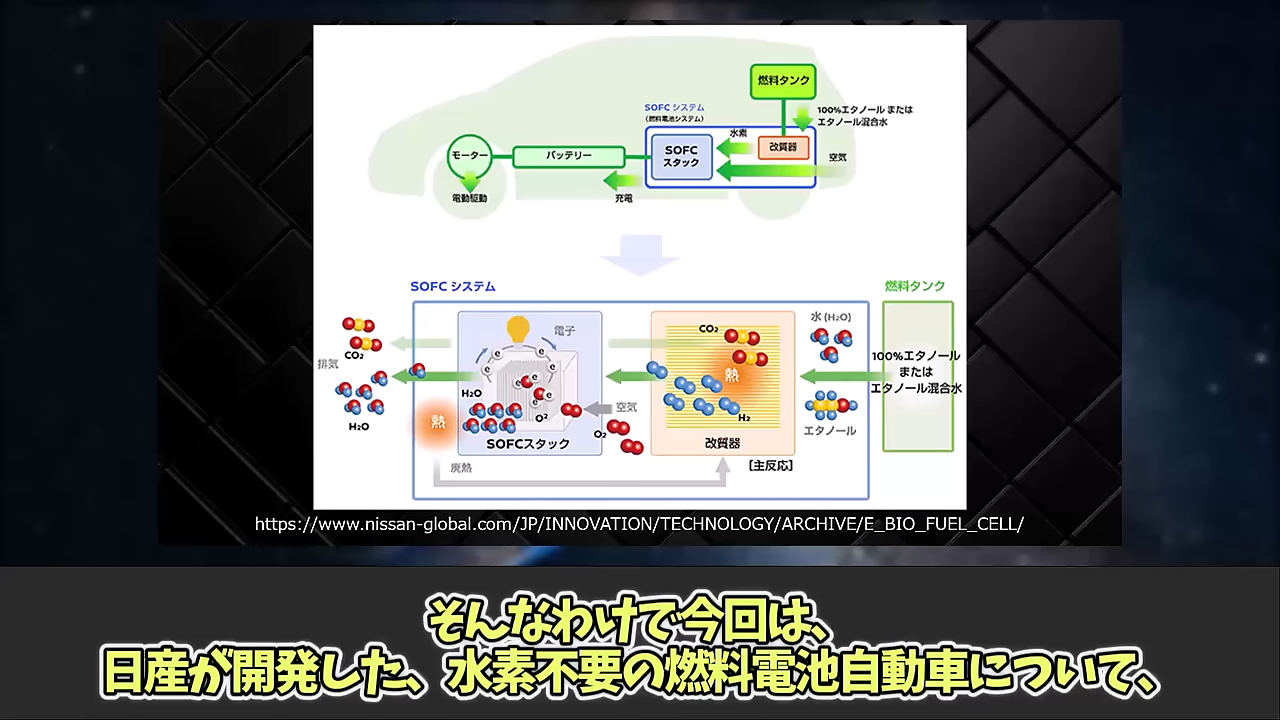 燃料タンク
SOFC システム
(燃料電池システム)
100%エタノール または
エタノール混合水
水素
SOFC
スタック
改質器
空気
モーター
バッテリー
電動駆動
充電
SOFC システム
燃料タンク
電子
CO₂
水 (H₂O)
排気
CO₂
熱
100%エタノール
または
エタノール混合水
H₂O
空気
O²
H₂
熱
H₂O
O₂
エタノール
SOFCスタック
改質器
廃熱
[主反応]
e
e
e
e
e
e
e
e
https://www.nissan-global.com/JP/INNOVATION/TECHNOLOGY/ARCHIVE/E_BIO_FUEL_CELL/
そんなわけで今回は、
日産が開発した、水素不要の燃料電池自動車について、